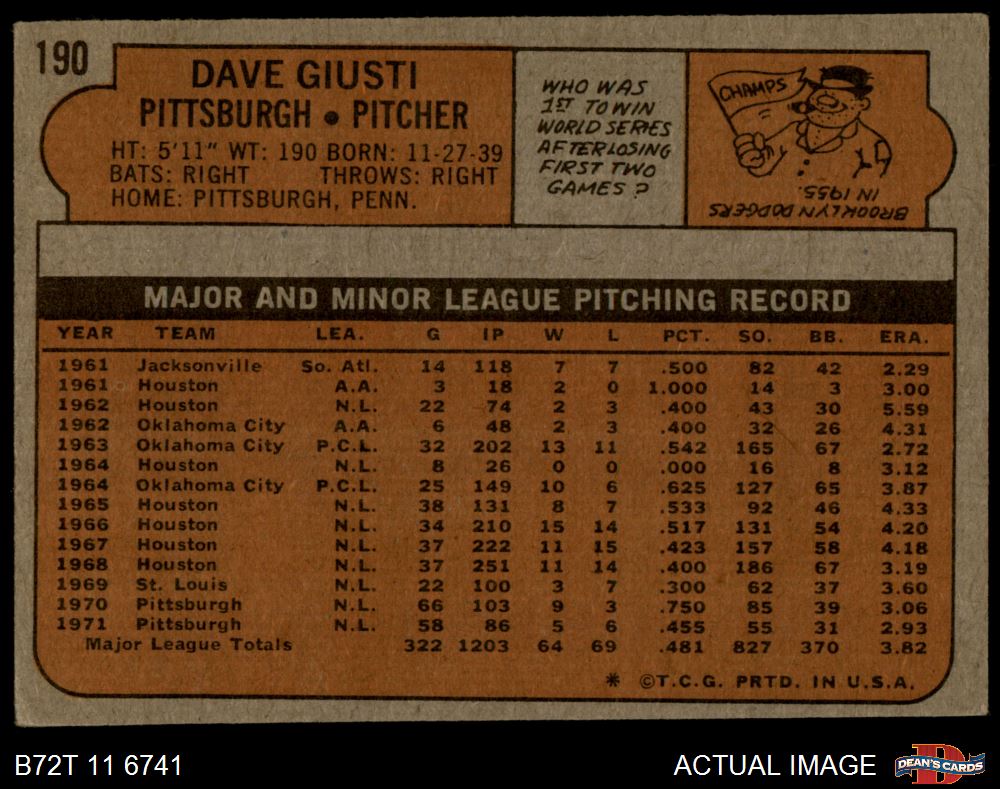 190
DAVE GIUSTI
PITTSBURGH • PITCHER
HT: 5'11" WT: 190 BORN: 11-27-39
BATS: RIGHT THROWS: RIGHT
HOME: PITTSBURGH, PENN.
WHO WAS
1ST TO WIN
WORLD SERIES
AFTER LOSING
FIRST TWO
GAMES?
CHAMPS
BROOKLYN DODGERS
IN 1955.
MAJOR AND MINOR LEAGUE PITCHING RECORD
YEAR TEAM LEA. G IP W L PCT. SO. BB. ERA.
1961 Jacksonville So. Atl. 14 118 7 7 .500 82 42 2.29
1961 Houston A.A. 3 18 2 0 1.000 14 3 3.00
1962 Houston N.L. 22 74 2 3 .400 43 30 5.59
1962 Oklahoma City A.A. 6 48 2 3 .400 32 26 4.31
1963 Oklahoma City P.C.L. 32 202 13 11 .542 165 67 2.72
1964 Houston N.L. 8 26 0 0 .000 16 8 3.12
1964 Oklahoma City P.C.L. 25 149 10 6 .625 127 65 3.87
1965 Houston N.L. 38 131 8 7 .533 92 46 4.33
1966 Houston N.L. 34 210 15 14 .517 131 54 4.20
1967 Houston N.L. 37 222 11 15 .423 157 58 4.18
1968 Houston N.L. 37 251 11 14 .400 186 67 3.19
1969 St. Louis N.L. 22 100 3 7 .300 62 37 3.60
1970 Pittsburgh N.L. 66 103 9 3 .750 85 39 3.06
1971 Pittsburgh N.L. 58 86 5 6 .455 55 31 2.93
Major League Totals 322 1203 64 69 .481 827 370 3.82
* ©T.C.G. PRTD. IN U.S.A.
B72T 11 6741
ACTUAL IMAGE
DEAN'S CARDS